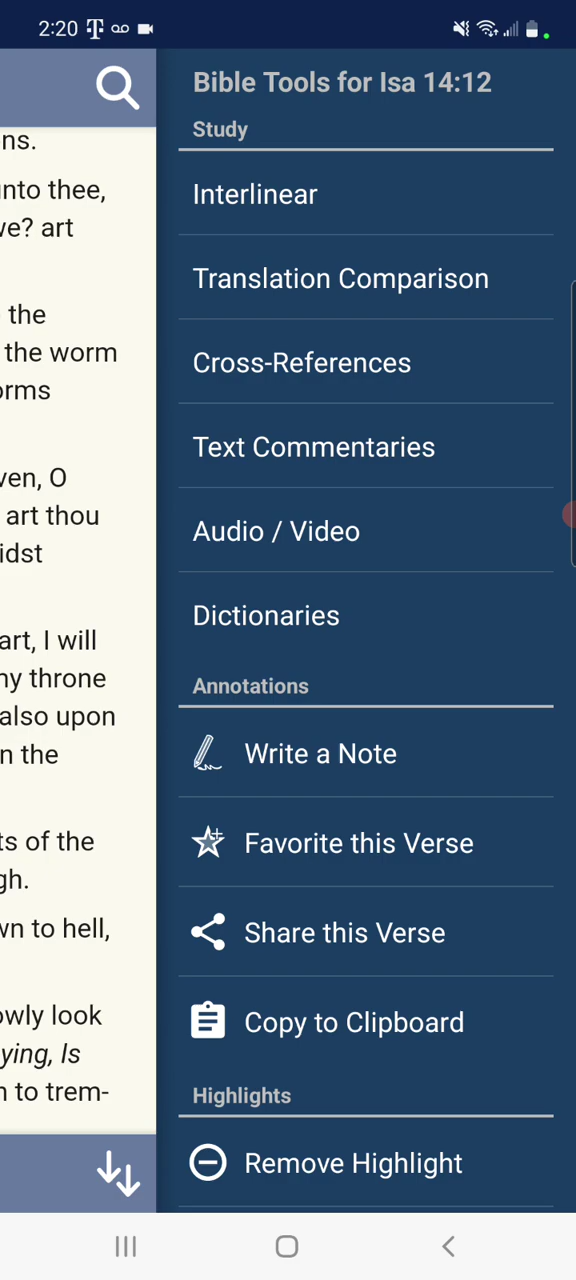 2:20
ns.
unto thee,
we? art
the
the worm
orms
ven, O
art thou
idst
art, I will
ny throne
also upon
n the
ts of the
gh.
wn to hell,
owly look
ying, Is
n to trem-
Bible Tools for Isa 14:12
Study
Interlinear
Translation Comparison
Cross-References
Text Commentaries
Audio / Video
Dictionaries
Annotations
Write a Note
Favorite this Verse
Share this Verse
Copy to Clipboard
Highlights
Remove Highlight